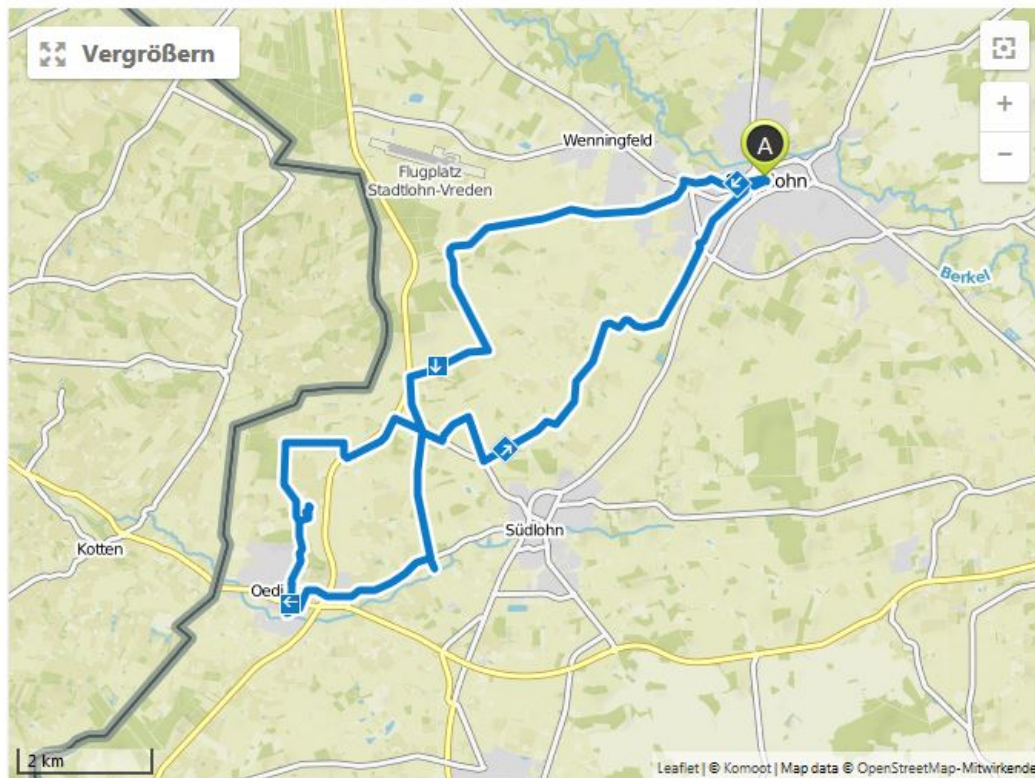 Vergrößern
+
−
Wenningfeld
A
Flugplatz
Stadtlohn-Vreden
Berkel
Südlohn
Kotten
2 km
Leaflet | © Komoot | Map data © OpenStreetMap-Mitwirkende